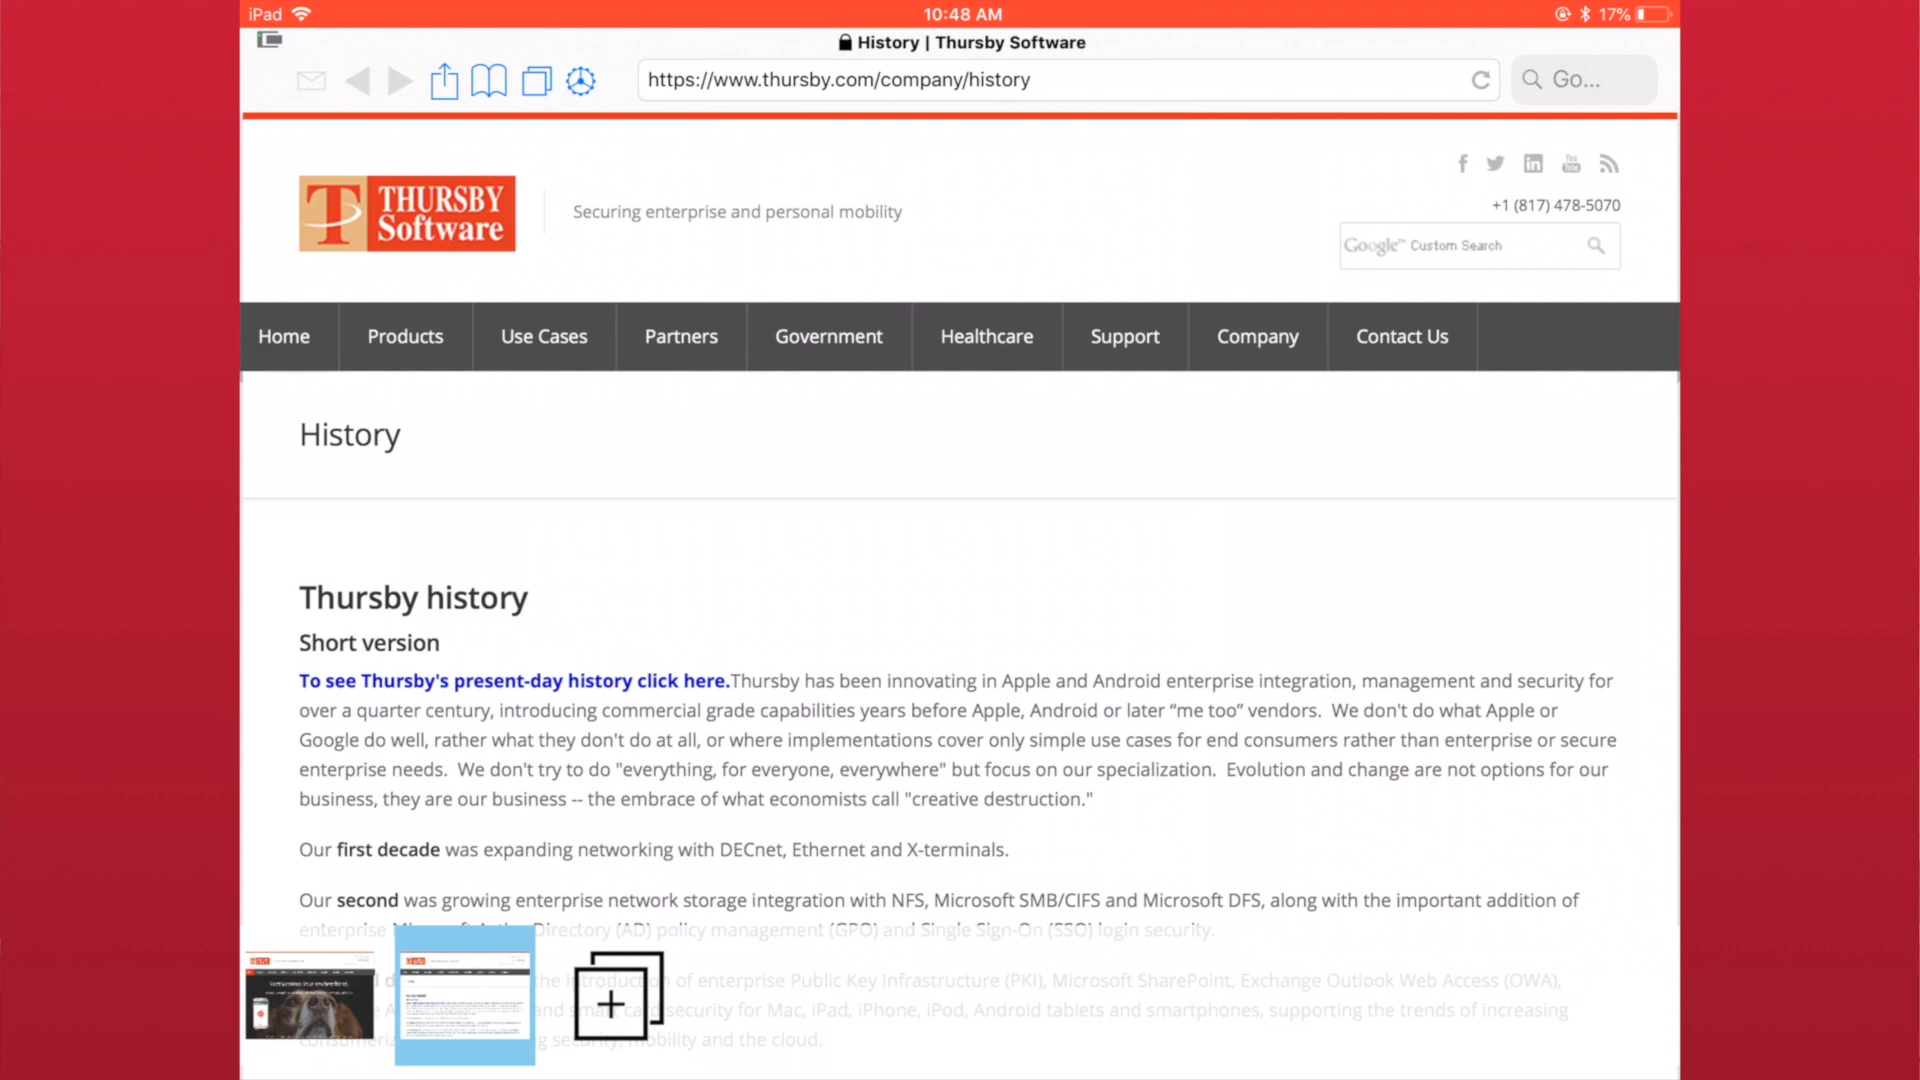 iPad
10:48 AM
17%
History | Thursby Software
https://www.thursby.com/company/history
Go...
THURSBY
Software
Securing enterprise and personal mobility
+1 (817) 478-5070
Google™ Custom Search
Home Products Use Cases Partners Government Healthcare Support Company Contact Us
History
Thursby history
Short version
To see Thursby's present-day history click here.Thursby has been innovating in Apple and Android enterprise integration, management and security for
over a quarter century, introducing commercial grade capabilities years before Apple, Android or later “me too” vendors. We don't do what Apple or
Google do well, rather what they don't do at all, or where implementations cover only simple use cases for end consumers rather than enterprise or secure
enterprise needs. We don't try to do "everything, for everyone, everywhere" but focus on our specialization. Evolution and change are not options for our
business, they are our business -- the embrace of what economists call "creative destruction."
Our first decade was expanding networking with DECnet, Ethernet and X-terminals.
Our second was growing enterprise network storage integration with NFS, Microsoft SMB/CIFS and Microsoft DFS, along with the important addition of
enterprise Directory (AD) policy management (GPO) and Single Sign-On (SSO) login security.
the introduction of enterprise Public Key Infrastructure (PKI), Microsoft SharePoint, Exchange Outlook Web Access (OWA),
and smart card security for Mac, iPad, iPhone, iPod, Android tablets and smartphones, supporting the trends of increasing
security, mobility and the cloud.